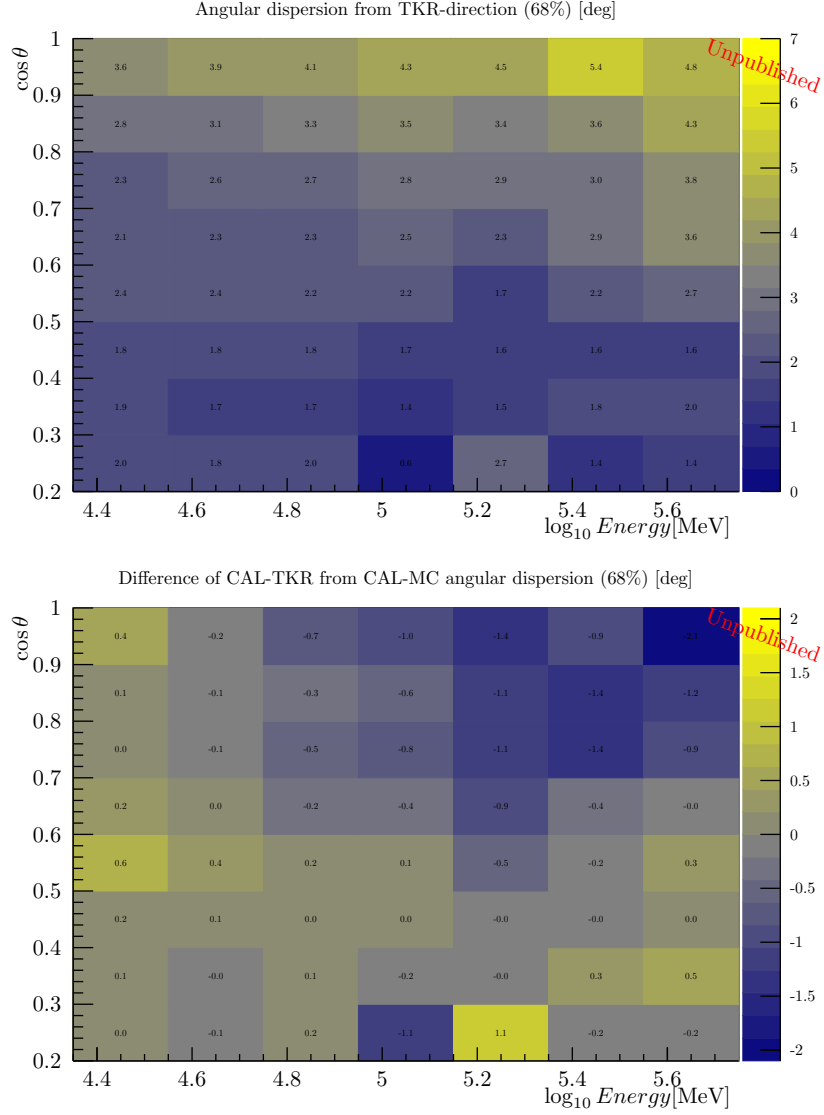 Angular dispersion from TKR-direction (68%) [deg]
cos θ
1
0.9
0.8
0.7
0.6
0.5
0.4
0.3
0.2
3.6 3.9 4.1 4.3 4.5 5.4 4.8
2.8 3.1 3.3 3.5 3.4 3.6 4.3
2.3 2.6 2.7 2.8 2.9 3.0 3.8
2.1 2.3 2.3 2.5 2.3 2.9 3.6
2.4 2.4 2.2 2.2 1.7 2.2 2.7
1.8 1.8 1.8 1.7 1.6 1.6 1.6
1.9 1.7 1.7 1.4 1.5 1.8 2.0
2.0 1.8 2.0 0.6 2.7 1.4 1.4
4.4 4.6 4.8 5 5.2 5.4 5.6
log₁₀ Energy[MeV]
Unpublished
7
6
5
4
3
2
1
0
Difference of CAL-TKR from CAL-MC angular dispersion (68%) [deg]
cos θ
1
0.9
0.8
0.7
0.6
0.5
0.4
0.3
0.2
0.4 -0.2 -0.7 -1.0 -1.4 -0.9 -2.1
0.1 -0.1 -0.3 -0.6 -1.1 -1.4 -1.2
0.0 -0.1 -0.5 -0.8 -1.1 -1.4 -0.9
0.2 0.0 -0.2 -0.4 -0.9 -0.4 -0.0
0.6 0.4 0.2 0.1 -0.5 -0.2 0.3
0.2 0.1 0.0 0.0 -0.0 -0.0 0.0
0.1 -0.0 0.1 -0.2 -0.0 0.3 0.5
0.0 -0.1 0.2 -1.1 1.1 -0.2 -0.2
4.4 4.6 4.8 5 5.2 5.4 5.6
log₁₀ Energy[MeV]
Unpublished
2
1.5
1
0.5
0
-0.5
-1
-1.5
-2